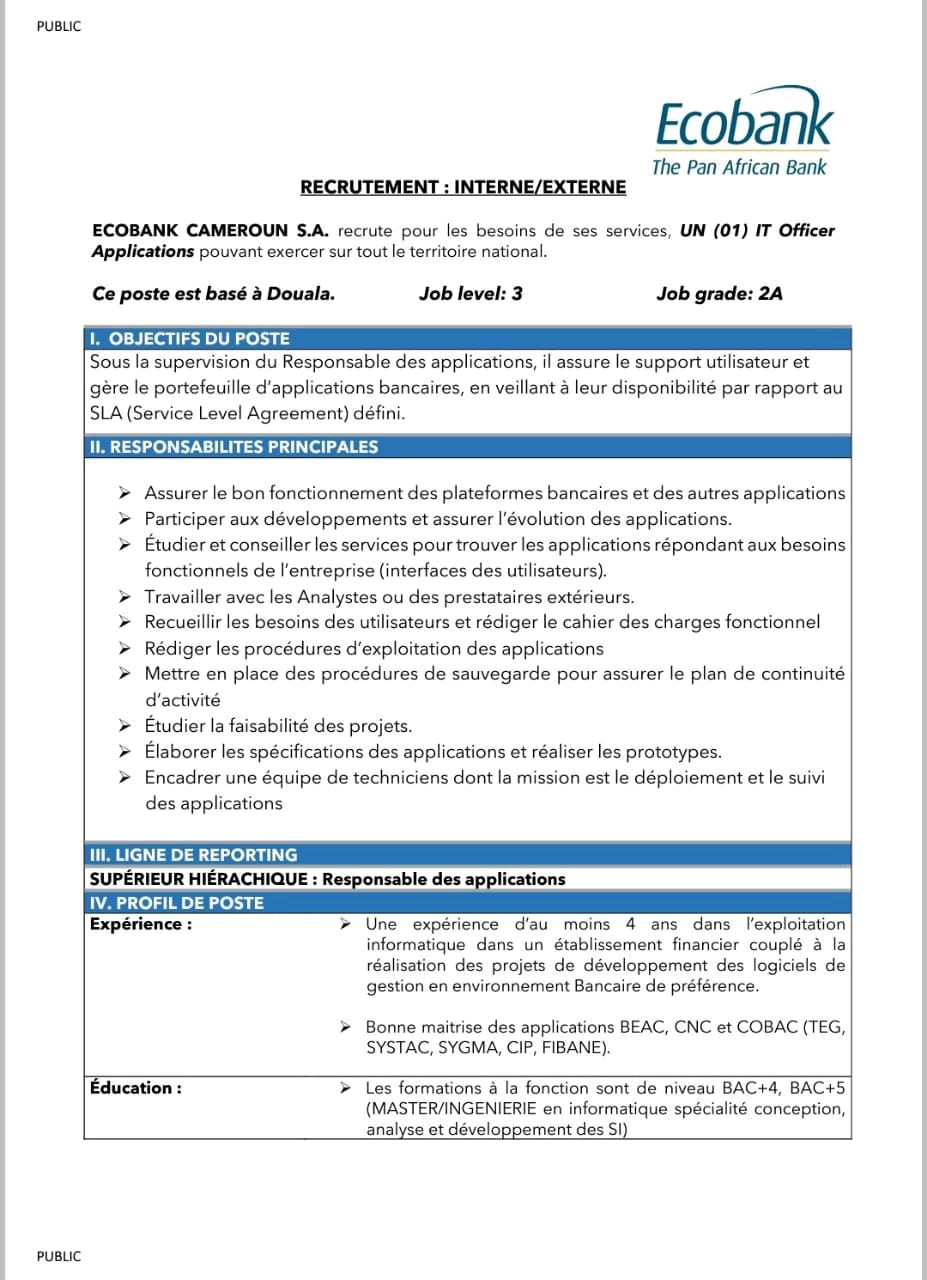 PUBLIC
Ecobank
The Pan African Bank
RECRUTEMENT : INTERNE/EXTERNE
ECOBANK CAMEROUN S.A. recrute pour les besoins de ses services, UN (01) IT Officer
Applications pouvant exercer sur tout le territoire national.
Ce poste est basé à Douala. Job level: 3 Job grade: 2A
I. OBJECTIFS DU POSTE
Sous la supervision du Responsable des applications, il assure le support utilisateur et
gère le portefeuille d’applications bancaires, en veillant à leur disponibilité par rapport au
SLA (Service Level Agreement) défini.
II. RESPONSABILITES PRINCIPALES
➢ Assurer le bon fonctionnement des plateformes bancaires et des autres applications
➢ Participer aux développements et assurer l’évolution des applications.
➢ Étudier et conseiller les services pour trouver les applications répondant aux besoins
fonctionnels de l’entreprise (interfaces des utilisateurs).
➢ Travailler avec les Analystes ou des prestataires extérieurs.
➢ Recueillir les besoins des utilisateurs et rédiger le cahier des charges fonctionnel
➢ Rédiger les procédures d’exploitation des applications
➢ Mettre en place des procédures de sauvegarde pour assurer le plan de continuité
d’activité
➢ Étudier la faisabilité des projets.
➢ Élaborer les spécifications des applications et réaliser les prototypes.
➢ Encadrer une équipe de techniciens dont la mission est le déploiement et le suivi
des applications
III. LIGNE DE REPORTING
SUPÉRIEUR HIÉRACHIQUE : Responsable des applications
IV. PROFIL DE POSTE
Expérience : ➢ Une expérience d’au moins 4 ans dans l’exploitation
informatique dans un établissement financier couplé à la
réalisation des projets de développement des logiciels de
gestion en environnement Bancaire de préférence.
➢ Bonne maitrise des applications BEAC, CNC et COBAC (TEG,
SYSTAC, SYGMA, CIP, FIBANE).
Éducation : ➢ Les formations à la fonction sont de niveau BAC+4, BAC+5
(MASTER/INGENIERIE en informatique spécialité conception,
analyse et développement des SI)
PUBLIC